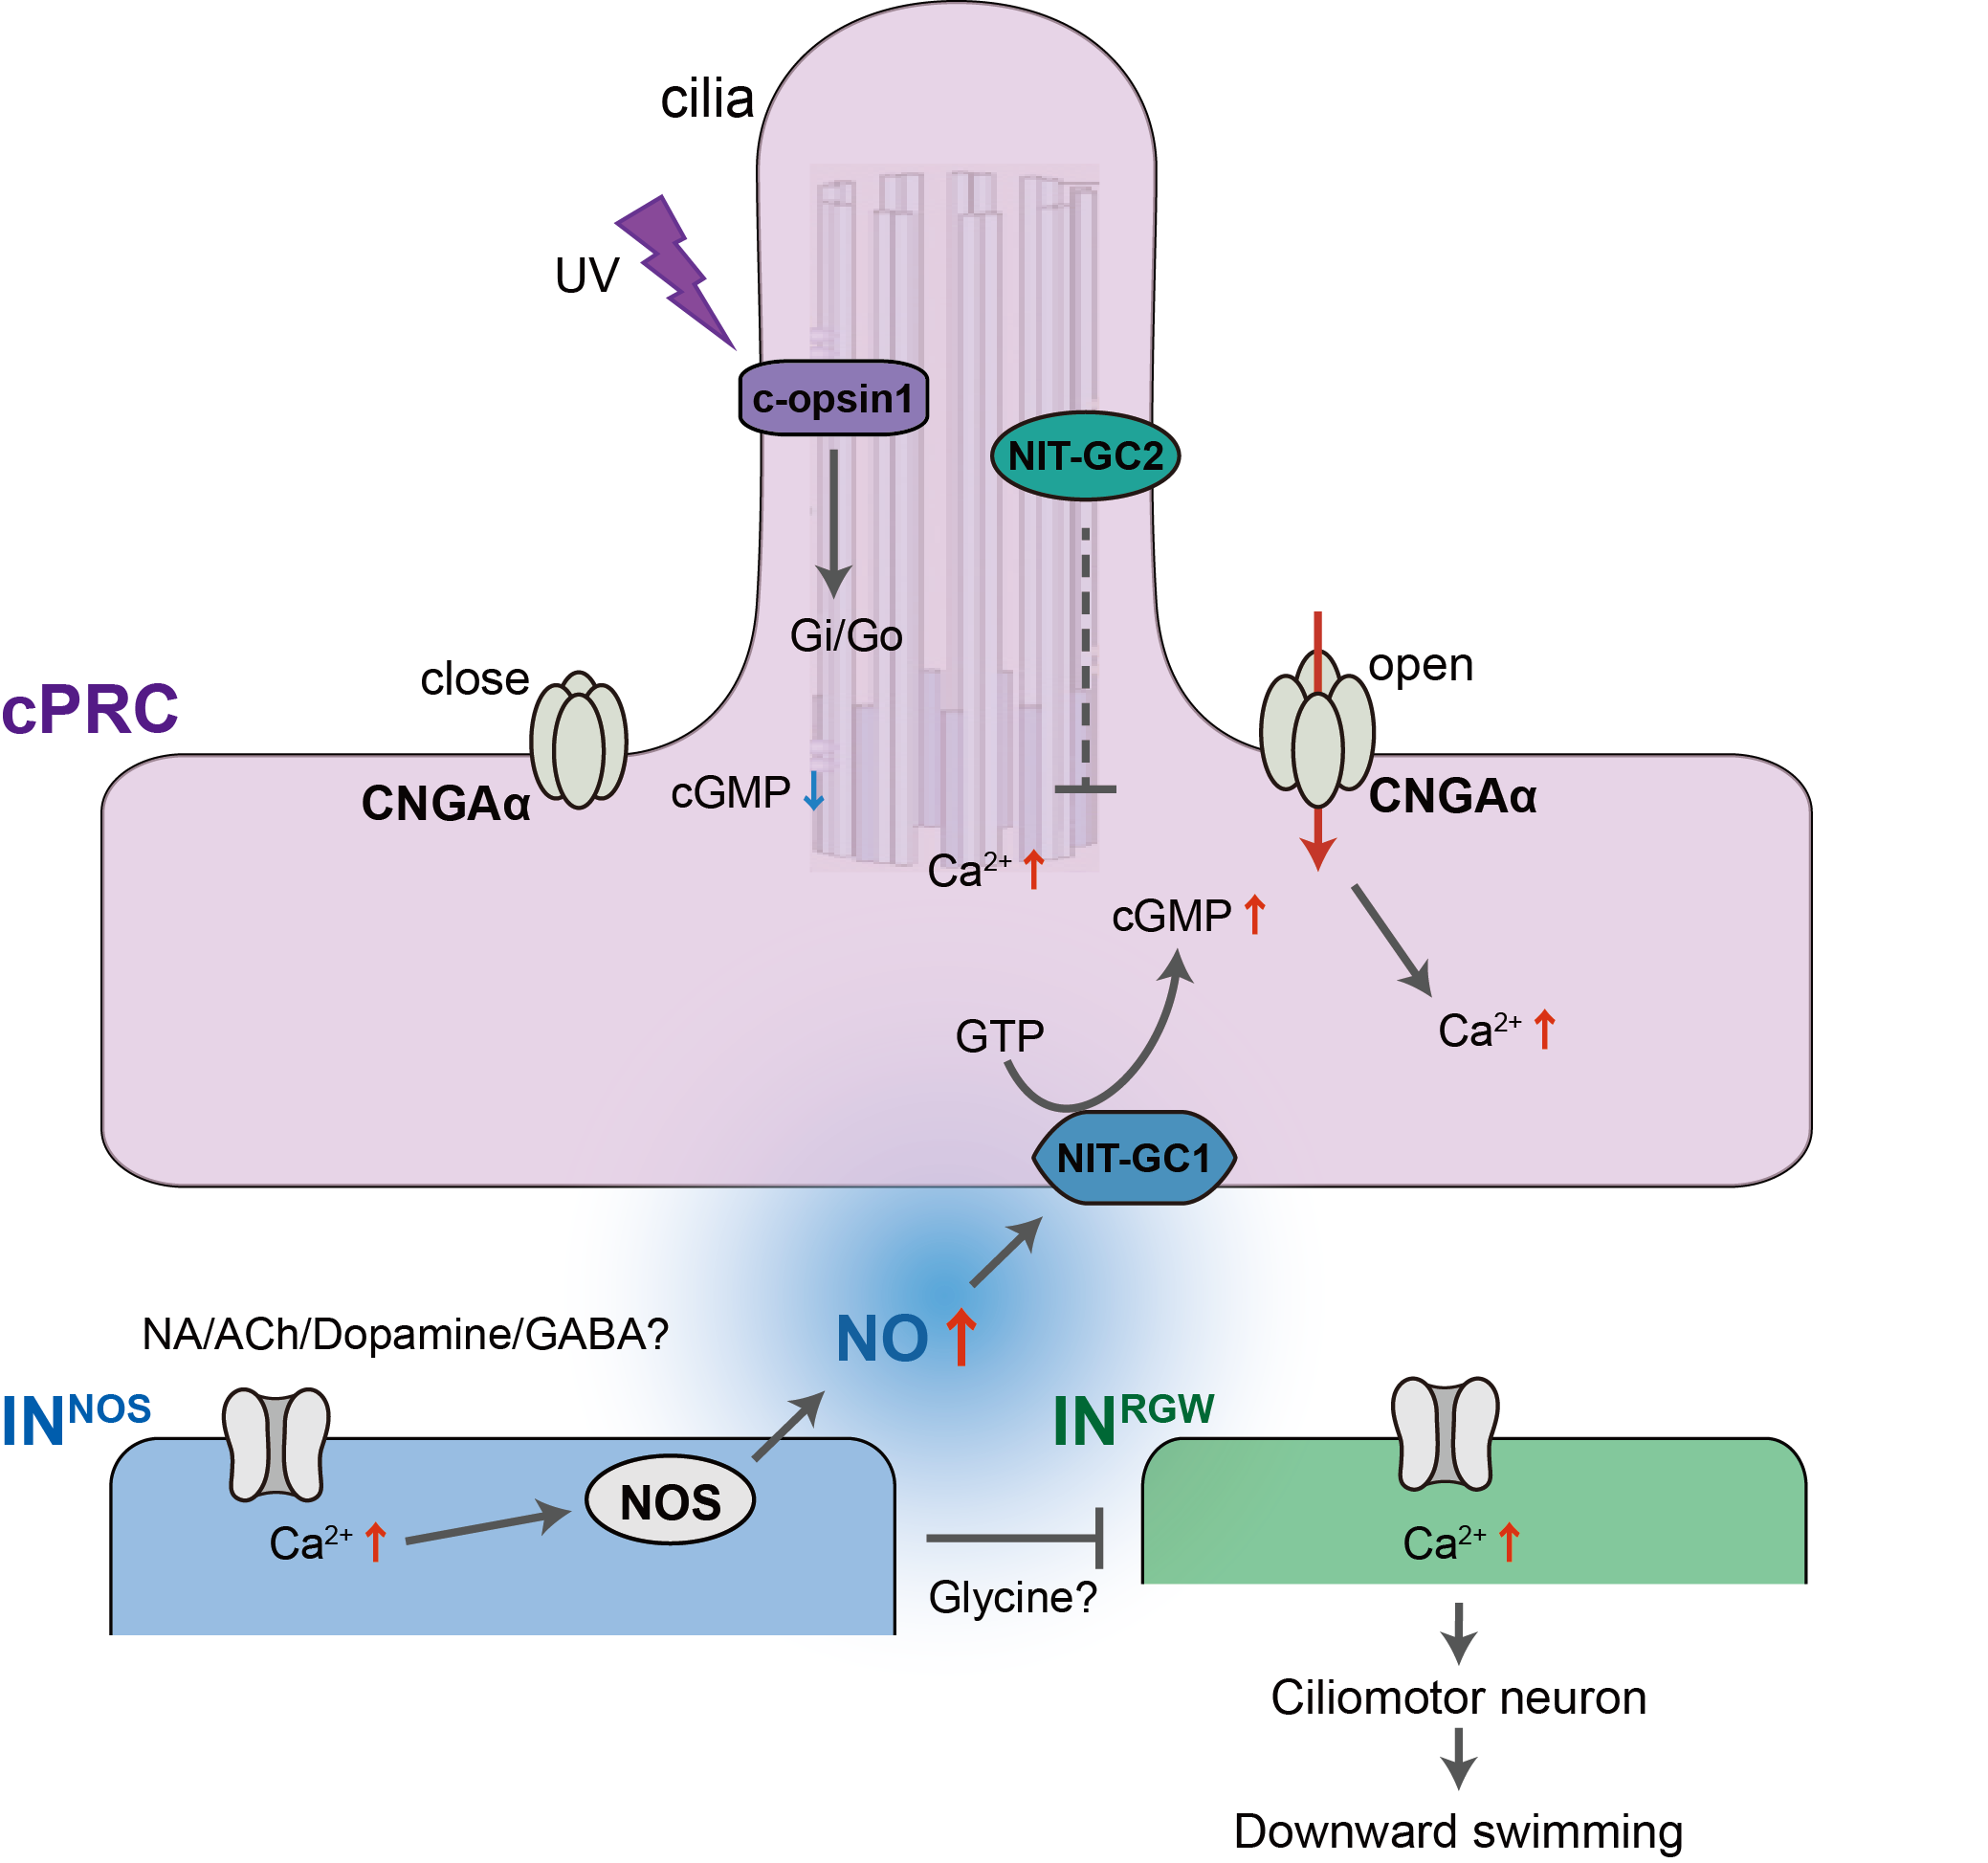 cilia
UV
c-opsin1
NIT-GC2
Gi/Go
close
open
cPRC
CNGAα
cGMP
CNGAα
Ca²⁺
cGMP
GTP
Ca²⁺
NIT-GC1
NO
NA/ACh/Dopamine/GABA?
INᴺᴼˢ
INᴿᴳᵂ
NOS
Ca²⁺
Ca²⁺
Glycine?
Ciliomotor neuron
Downward swimming